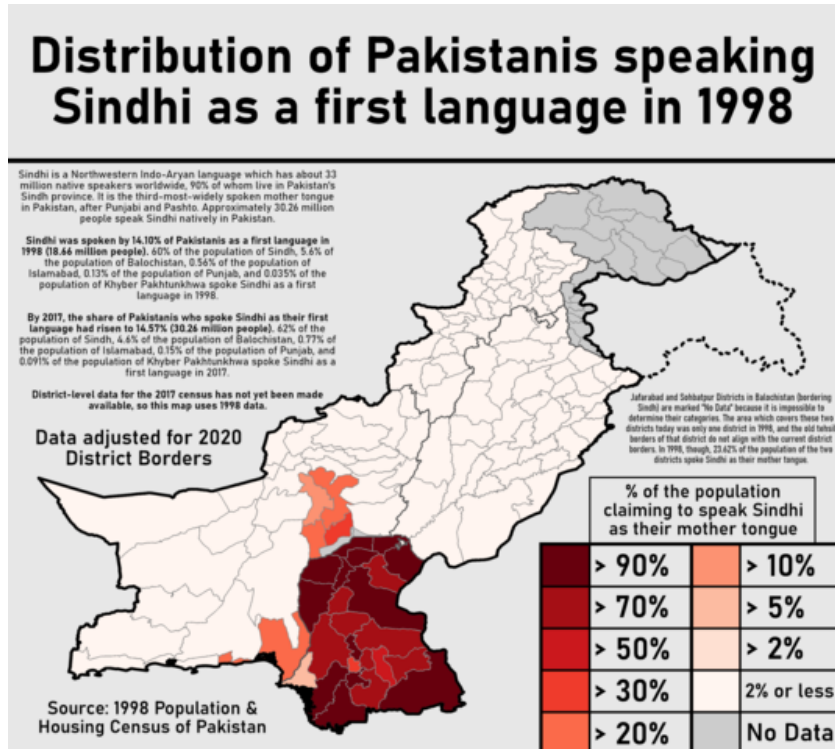 Distribution of Pakistanis speaking
Sindhi as a first language in 1998
Sindhi is a Northwestern Indo-Aryan language which has about 33
million native speakers worldwide, 90% of whom live in Pakistan's
Sindh province. It is the third-most-widely spoken mother tongue
in Pakistan, after Punjabi and Pashto. Approximately 30.26 million
people speak Sindhi natively in Pakistan.
Sindhi was spoken by 14.10% of Pakistanis as a first language in
1998 (18.66 million people). 60% of the population of Sindh, 5.6% of
the population of Balochistan, 0.56% of the population of
Islamabad, 0.13% of the population of Punjab, and 0.035% of the
population of Khyber Pakhtunkhwa spoke Sindhi as a first
language in 1998.
By 2017, the share of Pakistanis who spoke Sindhi as their first
language had risen to 14.57% (30.26 million people). 62% of the
population of Sindh, 4.6% of the population of Balochistan, 0.77% of
the population of Islamabad, 0.15% of the population of Punjab, and
0.091% of the population of Khyber Pakhtunkhwa spoke Sindhi as a
first language in 2017.
District-level data for the 2017 census has not yet been made
available, so this map uses 1998 data.
Data adjusted for 2020
District Borders
Jafarabad and Sohbatpur Districts in Balochistan (bordering
Sindh) are marked "No Data" because it is impossible to
determine their categories. The area which covers these two
districts today was only one district in 1998, and the old tehsil
borders of that district do not align with the current district
borders. In 1998, though, 23.62% of the population of the two
districts spoke Sindhi as their mother tongue.
% of the population
claiming to speak Sindhi
as their mother tongue
> 90%
> 70%
> 50%
> 30%
> 20%
> 10%
> 5%
> 2%
2% or less
No Data
Source: 1998 Population &
Housing Census of Pakistan